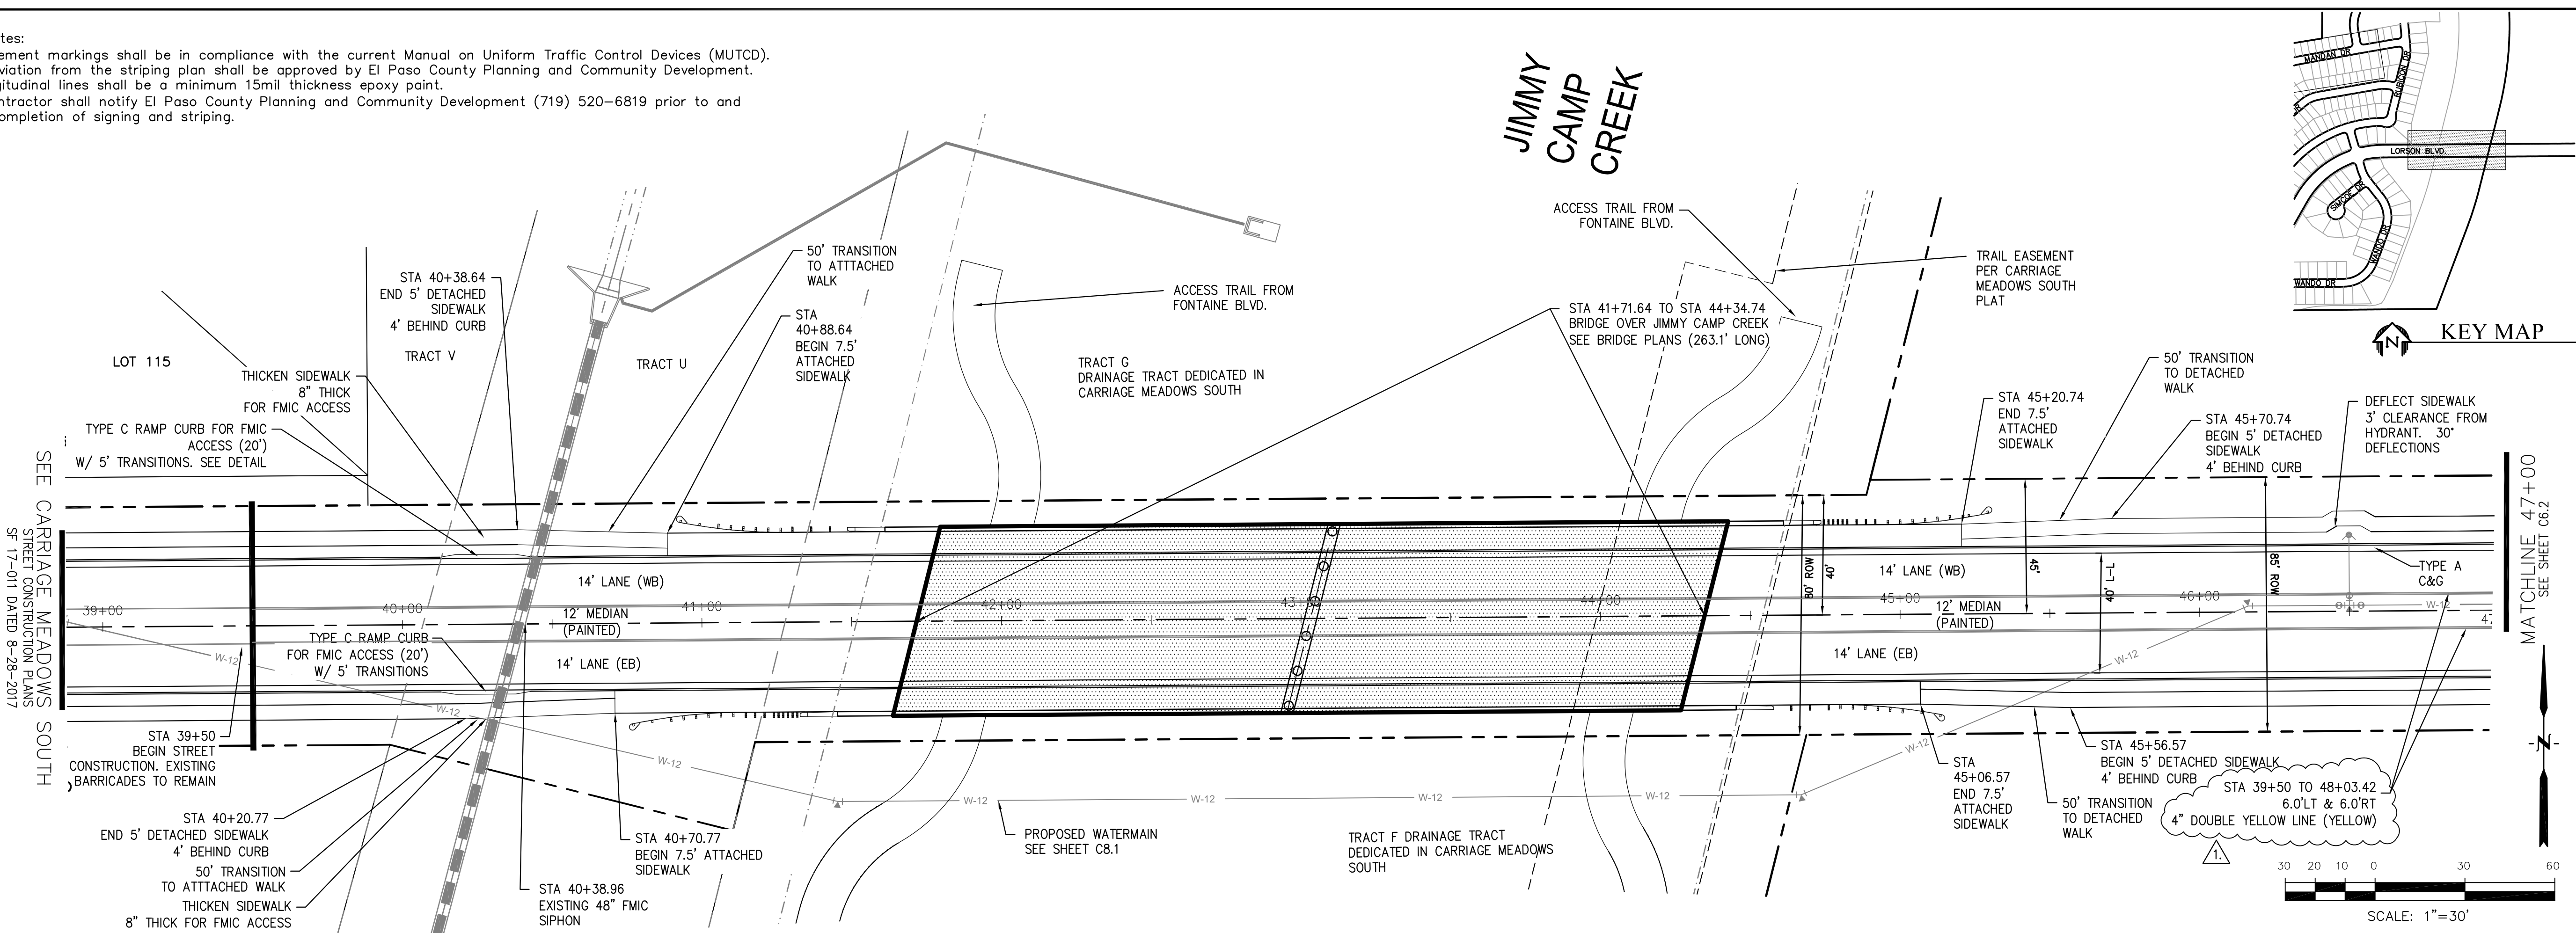 tes:
ement markings shall be in compliance with the current Manual on Uniform Traffic Control Devices (MUTCD).
viation from the striping plan shall be approved by El Paso County Planning and Community Development.
gitudinal lines shall be a minimum 15mil thickness epoxy paint.
ntractor shall notify El Paso County Planning and Community Development (719) 520-6819 prior to and
ompletion of signing and striping.
JIMMY
CAMP
CREEK
MANDAN DR
RUBICON DR
LORSON BLVD.
SIMCOE DR
WANDO DR
WANDO DR
N
KEY MAP
ACCESS TRAIL FROM
FONTAINE BLVD.
TRAIL EASEMENT
PER CARRIAGE
MEADOWS SOUTH
PLAT
50' TRANSITION
TO ATTTACHED
WALK
STA 40+38.64
END 5' DETACHED
SIDEWALK
4' BEHIND CURB
ACCESS TRAIL FROM
FONTAINE BLVD.
STA 41+71.64 TO STA 44+34.74
BRIDGE OVER JIMMY CAMP CREEK
SEE BRIDGE PLANS (263.1' LONG)
STA
40+88.64
BEGIN 7.5'
ATTACHED
SIDEWALK
LOT 115
TRACT V
TRACT U
TRACT G
DRAINAGE TRACT DEDICATED IN
CARRIAGE MEADOWS SOUTH
THICKEN SIDEWALK
8" THICK
FOR FMIC ACCESS
TYPE C RAMP CURB FOR FMIC
ACCESS (20')
W/ 5' TRANSITIONS. SEE DETAIL
50' TRANSITION
TO DETACHED
WALK
STA 45+20.74
END 7.5'
ATTACHED
SIDEWALK
STA 45+70.74
BEGIN 5' DETACHED
SIDEWALK
4' BEHIND CURB
DEFLECT SIDEWALK
3' CLEARANCE FROM
HYDRANT. 30°
DEFLECTIONS
SEE CARRIAGE MEADOWS SOUTH
STREET CONSTRUCTION PLANS
SF 17-011 DATED 8-28-2017
MATCHLINE 47+00
SEE SHEET C6.2
14' LANE (WB)
12' MEDIAN
(PAINTED)
14' LANE (EB)
39+00
40+00
41+00
42+00
43+00
44+00
45+00
46+00
47
80' ROW
40'
14' LANE (WB)
12' MEDIAN
(PAINTED)
14' LANE (EB)
45'
40' L-L
85' ROW
TYPE A
C&G
W-12
W-12
W-12
W-12
W-12
W-12
W-12
W-12
W-12
W-12
TYPE C RAMP CURB
FOR FMIC ACCESS (20')
W/ 5' TRANSITIONS
STA 39+50
BEGIN STREET
CONSTRUCTION. EXISTING
BARRICADES TO REMAIN
STA 40+20.77
END 5' DETACHED SIDEWALK
4' BEHIND CURB
50' TRANSITION
TO ATTTACHED WALK
THICKEN SIDEWALK
8" THICK FOR FMIC ACCESS
STA 40+70.77
BEGIN 7.5' ATTACHED
SIDEWALK
STA 40+38.96
EXISTING 48" FMIC
SIPHON
PROPOSED WATERMAIN
SEE SHEET C8.1
TRACT F DRAINAGE TRACT
DEDICATED IN CARRIAGE MEADOWS
SOUTH
STA
45+06.57
END 7.5'
ATTACHED
SIDEWALK
50' TRANSITION
TO DETACHED
WALK
STA 45+56.57
BEGIN 5' DETACHED SIDEWALK
4' BEHIND CURB
STA 39+50 TO 48+03.42
6.0'LT & 6.0'RT
4" DOUBLE YELLOW LINE (YELLOW)
1.
N
30 20 10 0 30 60
SCALE: 1"=30'